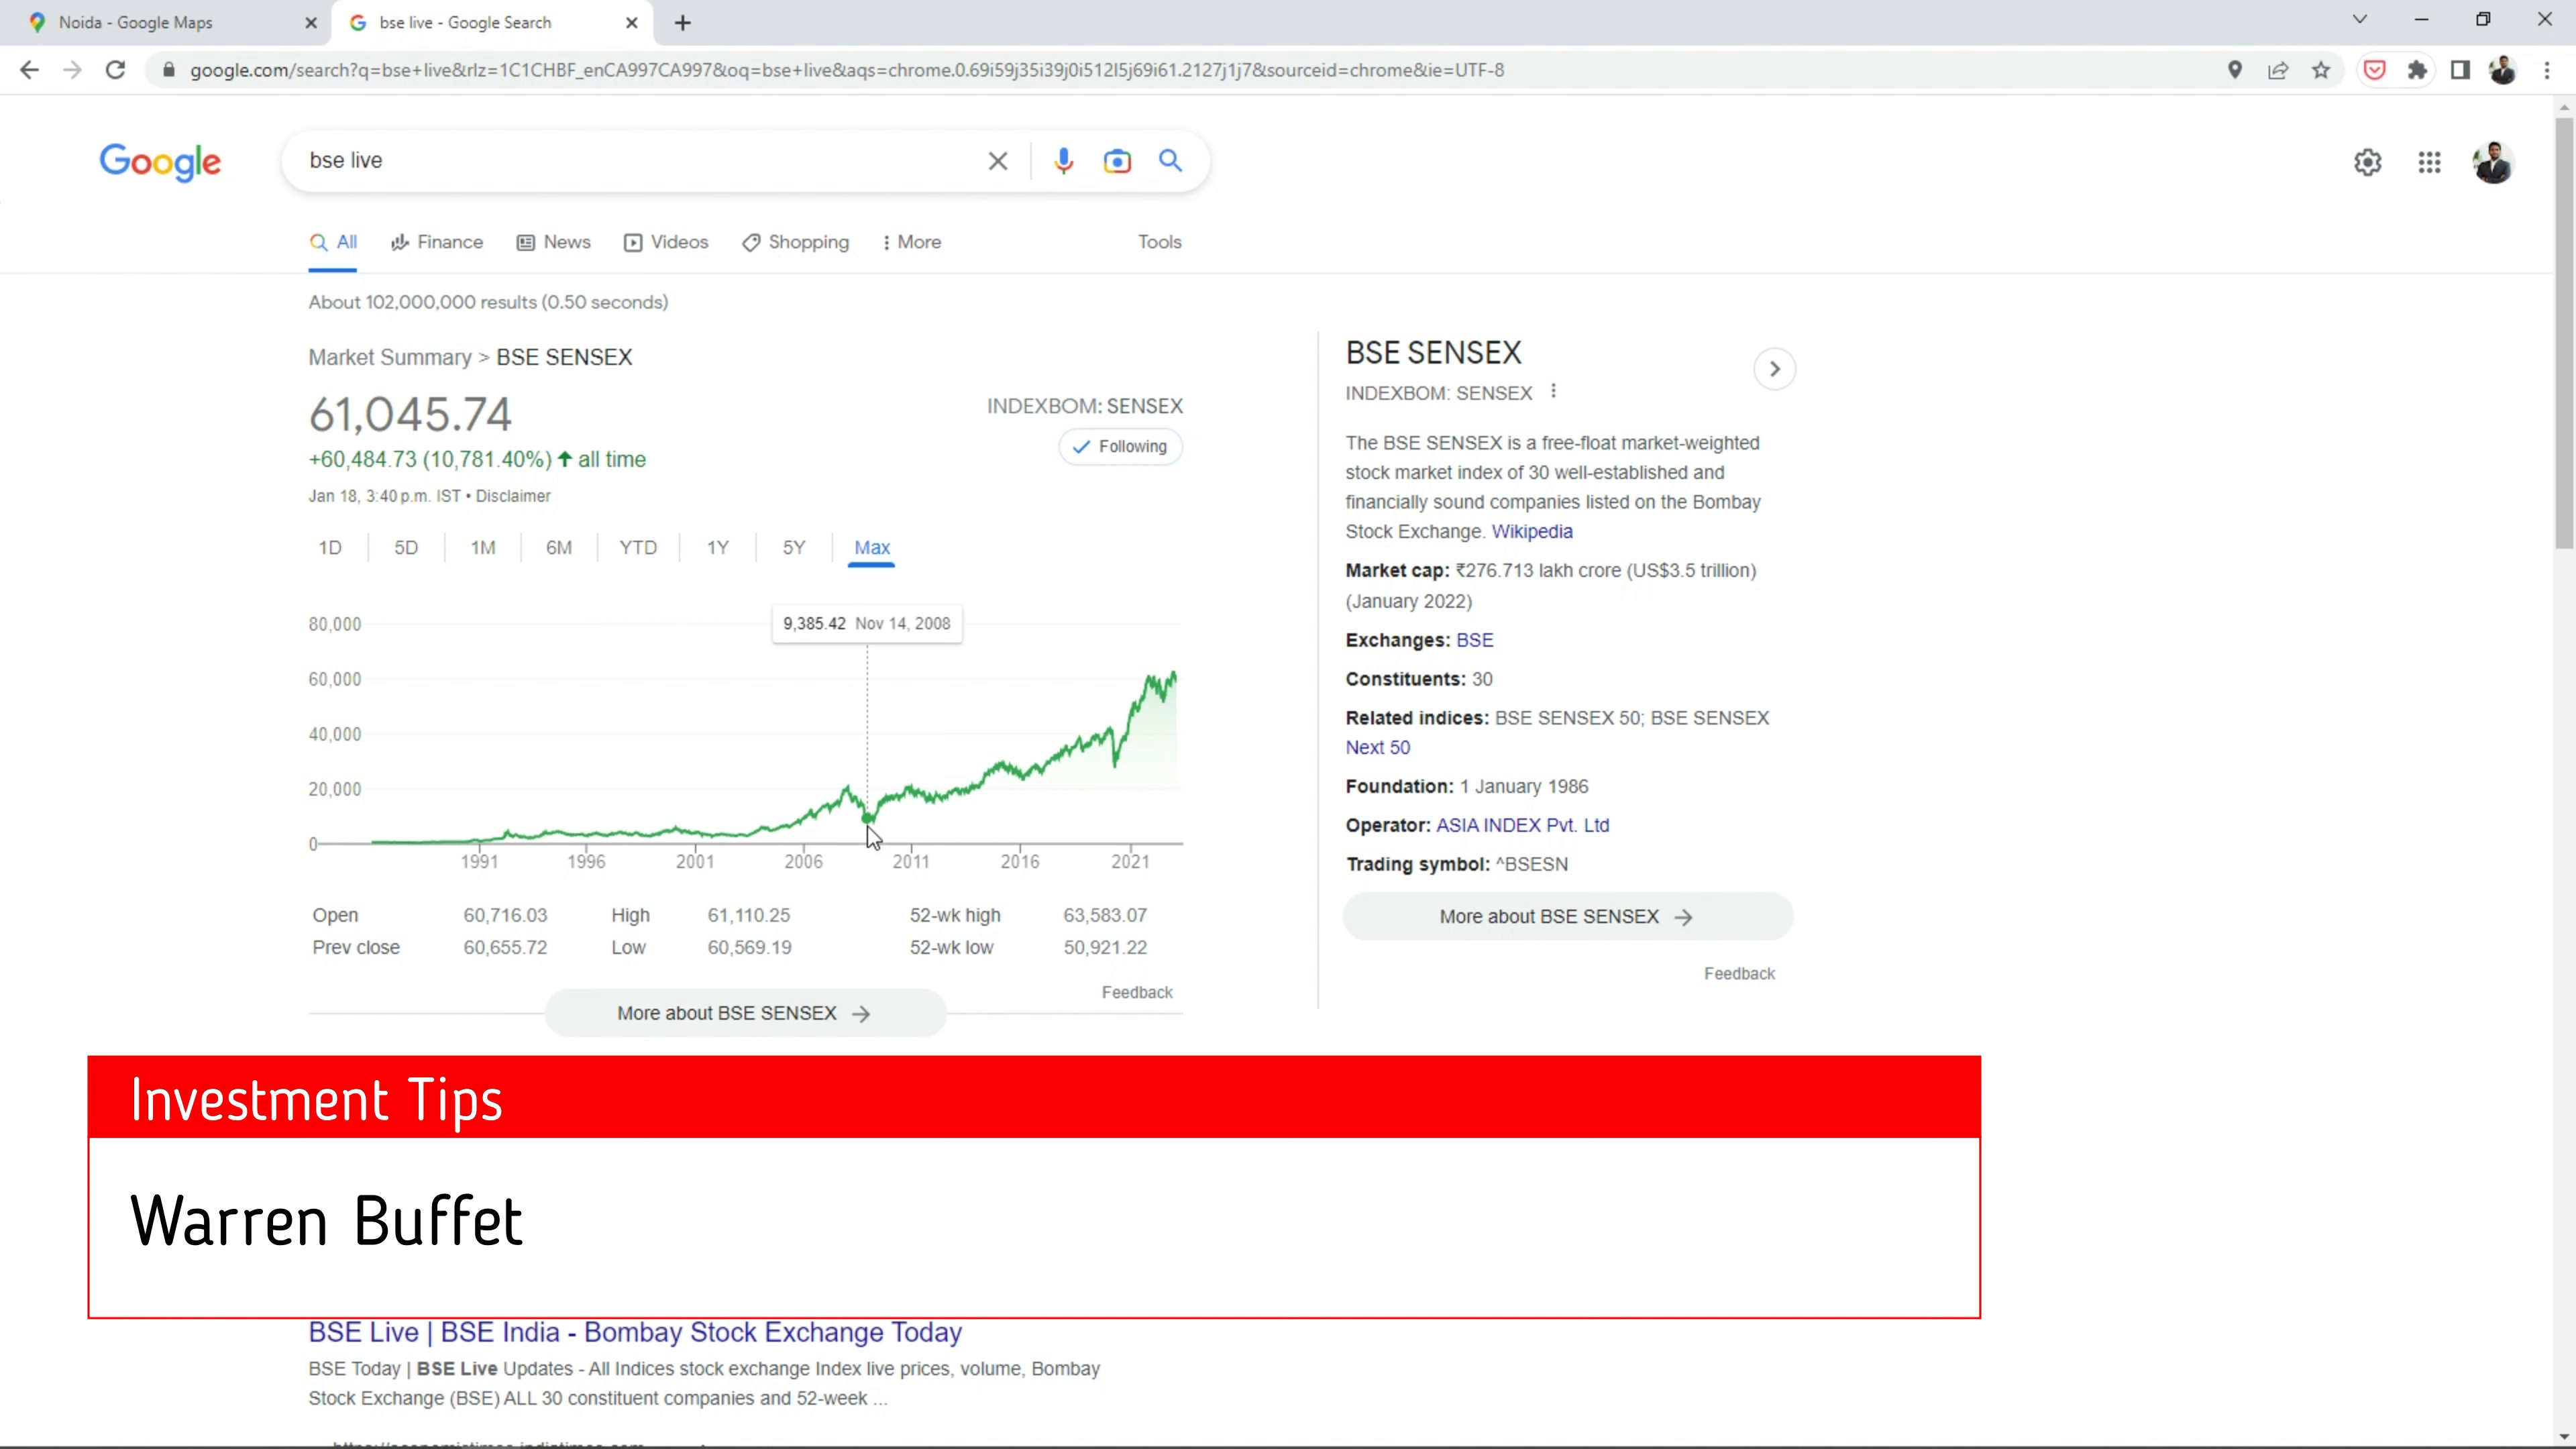 Noida - Google Maps
bse live - Google Search
google.com/search?q=bse+live&rlz=1C1CHBF_enCA997CA997&oq=bse+live&aqs=chrome.0.69i59j35i39j0i512l5j69i61.2127j1j7&sourceid=chrome&ie=UTF-8
Google
bse live
All Finance News Videos Shopping More Tools
About 102,000,000 results (0.50 seconds)
Market Summary > BSE SENSEX
61,045.74
INDEXBOM: SENSEX
Following
+60,484.73 (10,781.40%) all time
Jan 18, 3:40 p.m. IST • Disclaimer
1D 5D 1M 6M YTD 1Y 5Y Max
9,385.42 Nov 14, 2008
80,000
60,000
40,000
20,000
0
1991 1996 2001 2006 2011 2016 2021
Open 60,716.03 High 61,110.25 52-wk high 63,583.07
Prev close 60,655.72 Low 60,569.19 52-wk low 50,921.22
Feedback
More about BSE SENSEX
BSE SENSEX
INDEXBOM: SENSEX
The BSE SENSEX is a free-float market-weighted
stock market index of 30 well-established and
financially sound companies listed on the Bombay
Stock Exchange. Wikipedia
Market cap: ₹276.713 lakh crore (US$3.5 trillion)
(January 2022)
Exchanges: BSE
Constituents: 30
Related indices: BSE SENSEX 50; BSE SENSEX
Next 50
Foundation: 1 January 1986
Operator: ASIA INDEX Pvt. Ltd
Trading symbol: ^BSESN
More about BSE SENSEX
Feedback
Investment Tips
Warren Buffet
BSE Live | BSE India - Bombay Stock Exchange Today
BSE Today | BSE Live Updates - All Indices stock exchange Index live prices, volume, Bombay
Stock Exchange (BSE) ALL 30 constituent companies and 52-week ...